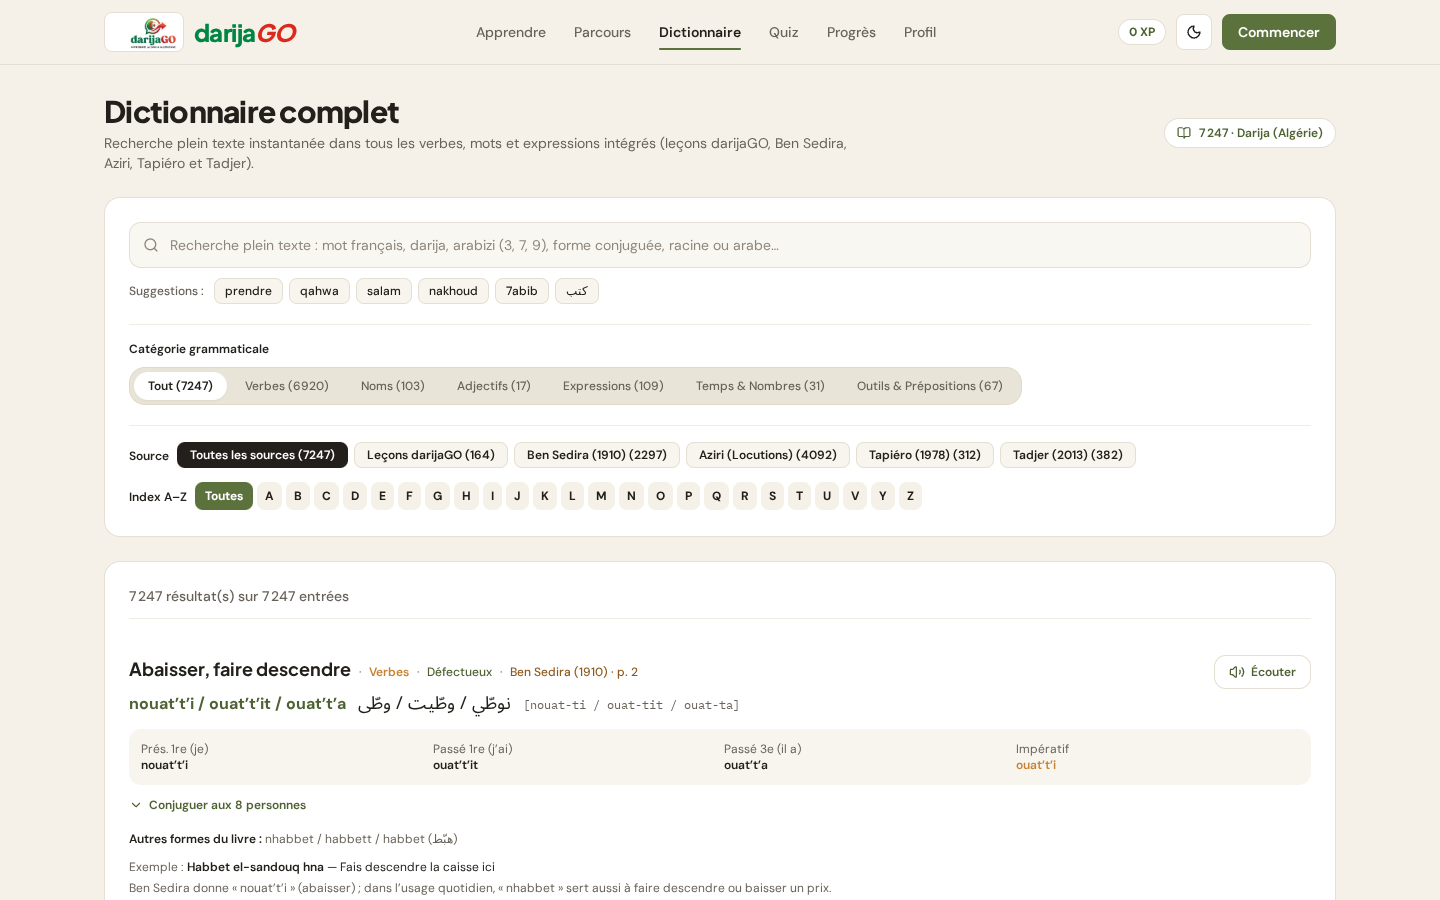 darijaGO
darijaGO Apprendre Parcours Dictionnaire Quiz Progrès Profil 0 XP Commencer
Dictionnaire complet
Recherche plein texte instantanée dans tous les verbes, mots et expressions intégrés (leçons darijaGO, Ben Sedira,
Aziri, Tapiéro et Tadjer).
7 247 · Darija (Algérie)
Recherche plein texte : mot français, darija, arabizi (3, 7, 9), forme conjuguée, racine ou arabe…
Suggestions : prendre qahwa salam nakhoud 7abib كتب
Catégorie grammaticale
Tout (7247) Verbes (6920) Noms (103) Adjectifs (17) Expressions (109) Temps & Nombres (31) Outils & Prépositions (67)
Source Toutes les sources (7247) Leçons darijaGO (164) Ben Sedira (1910) (2297) Aziri (Locutions) (4092) Tapiéro (1978) (312) Tadjer (2013) (382)
Index A–Z Toutes A B C D E F G H I J K L M N O P Q R S T U V Y Z
7 247 résultat(s) sur 7 247 entrées
Abaisser, faire descendre · Verbes · Défectueux · Ben Sedira (1910) · p. 2 Écouter
nouat’t’i / ouat’t’it / ouat’t’a نوطّي / وطّيت / وطّى [nouat-ti / ouat-tit / ouat-ta]
Prés. 1re (je) Passé 1re (j’ai) Passé 3e (il a) Impératif
nouat’t’i ouat’t’it ouat’t’a ouat’t’i
Conjuguer aux 8 personnes
Autres formes du livre : nhabbet / habbett / habbet (هبّط)
Exemple : Habbet el-sandouq hna — Fais descendre la caisse ici
Ben Sedira donne « nouat’t’i » (abaisser) ; dans l’usage quotidien, « nhabbet » sert aussi à faire descendre ou baisser un prix.